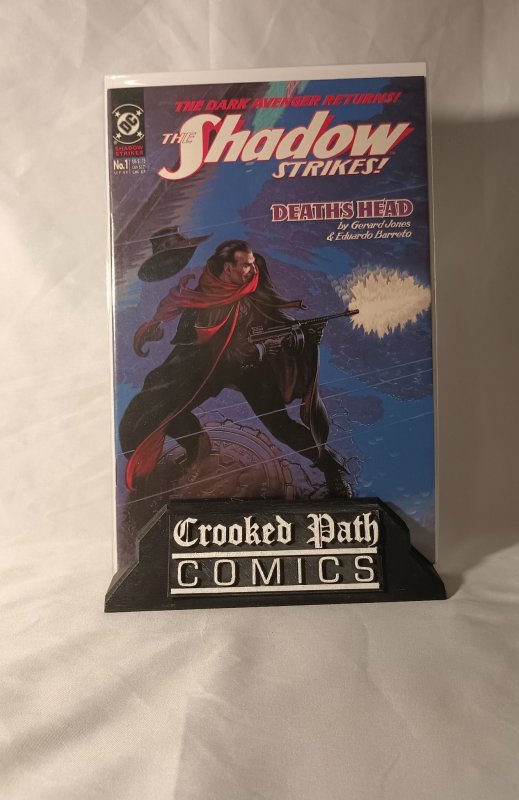 THE DARK AVENGER RETURNS!
DC
SHADOW
STRIKES
No.1
THE Shadow
STRIKES!
DEATHS HEAD
by Gerard Jones
& Eduardo Barreto
Crooked Path
COMICS